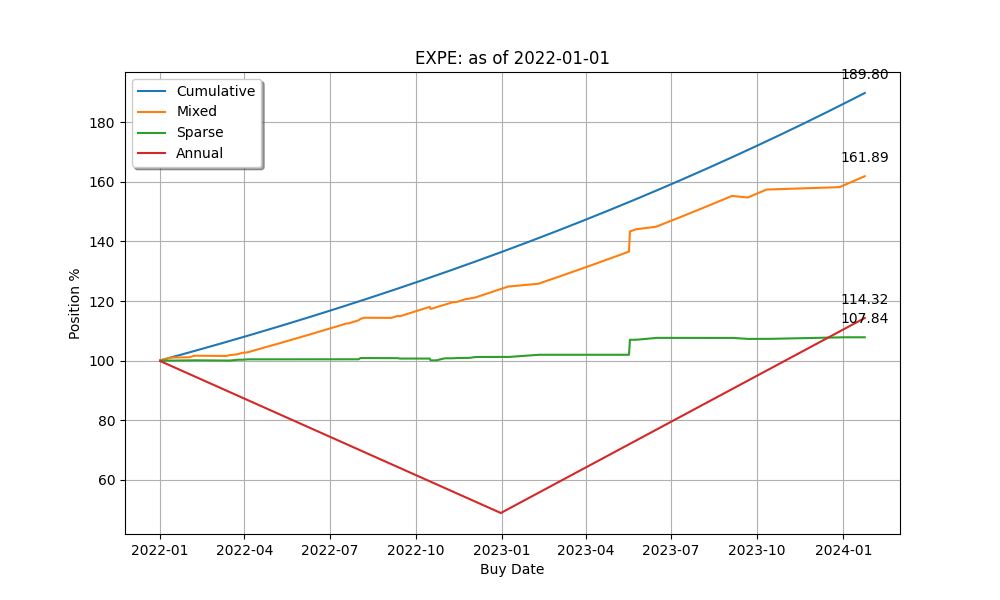 EXPE: as of 2022-01-01
189.80
Cumulative
Mixed
Sparse
Annual
161.89
114.32
107.84
180
160
140
120
100
80
60
Position %
2022-01
2022-04
2022-07
2022-10
2023-01
2023-04
2023-07
2023-10
2024-01
Buy Date